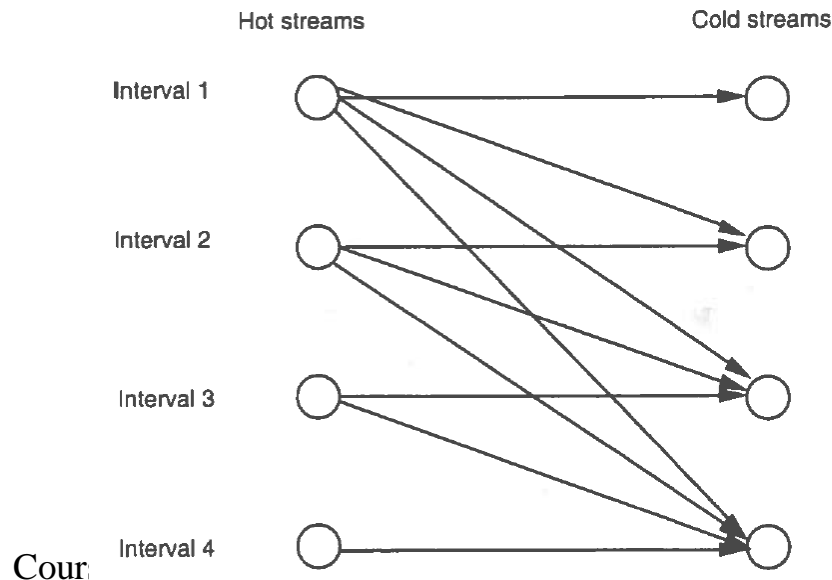 Hot streams Cold streams
Interval 1
Interval 2
Interval 3
Interval 4